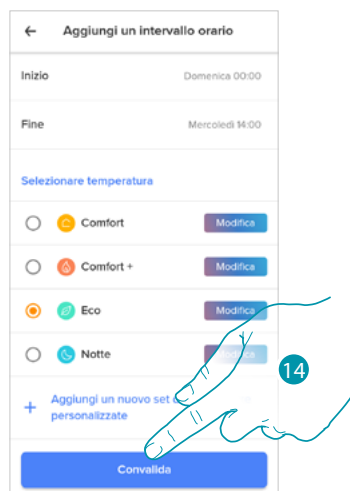 Aggiungi un intervallo orario
Inizio Domenica 00:00
Fine Mercoledì 14:00
Selezionare temperatura
Comfort Modifica
Comfort + Modifica
Eco Modifica
Notte Modifica
14
+ Aggiungi un nuovo set
personalizzate
Convalida